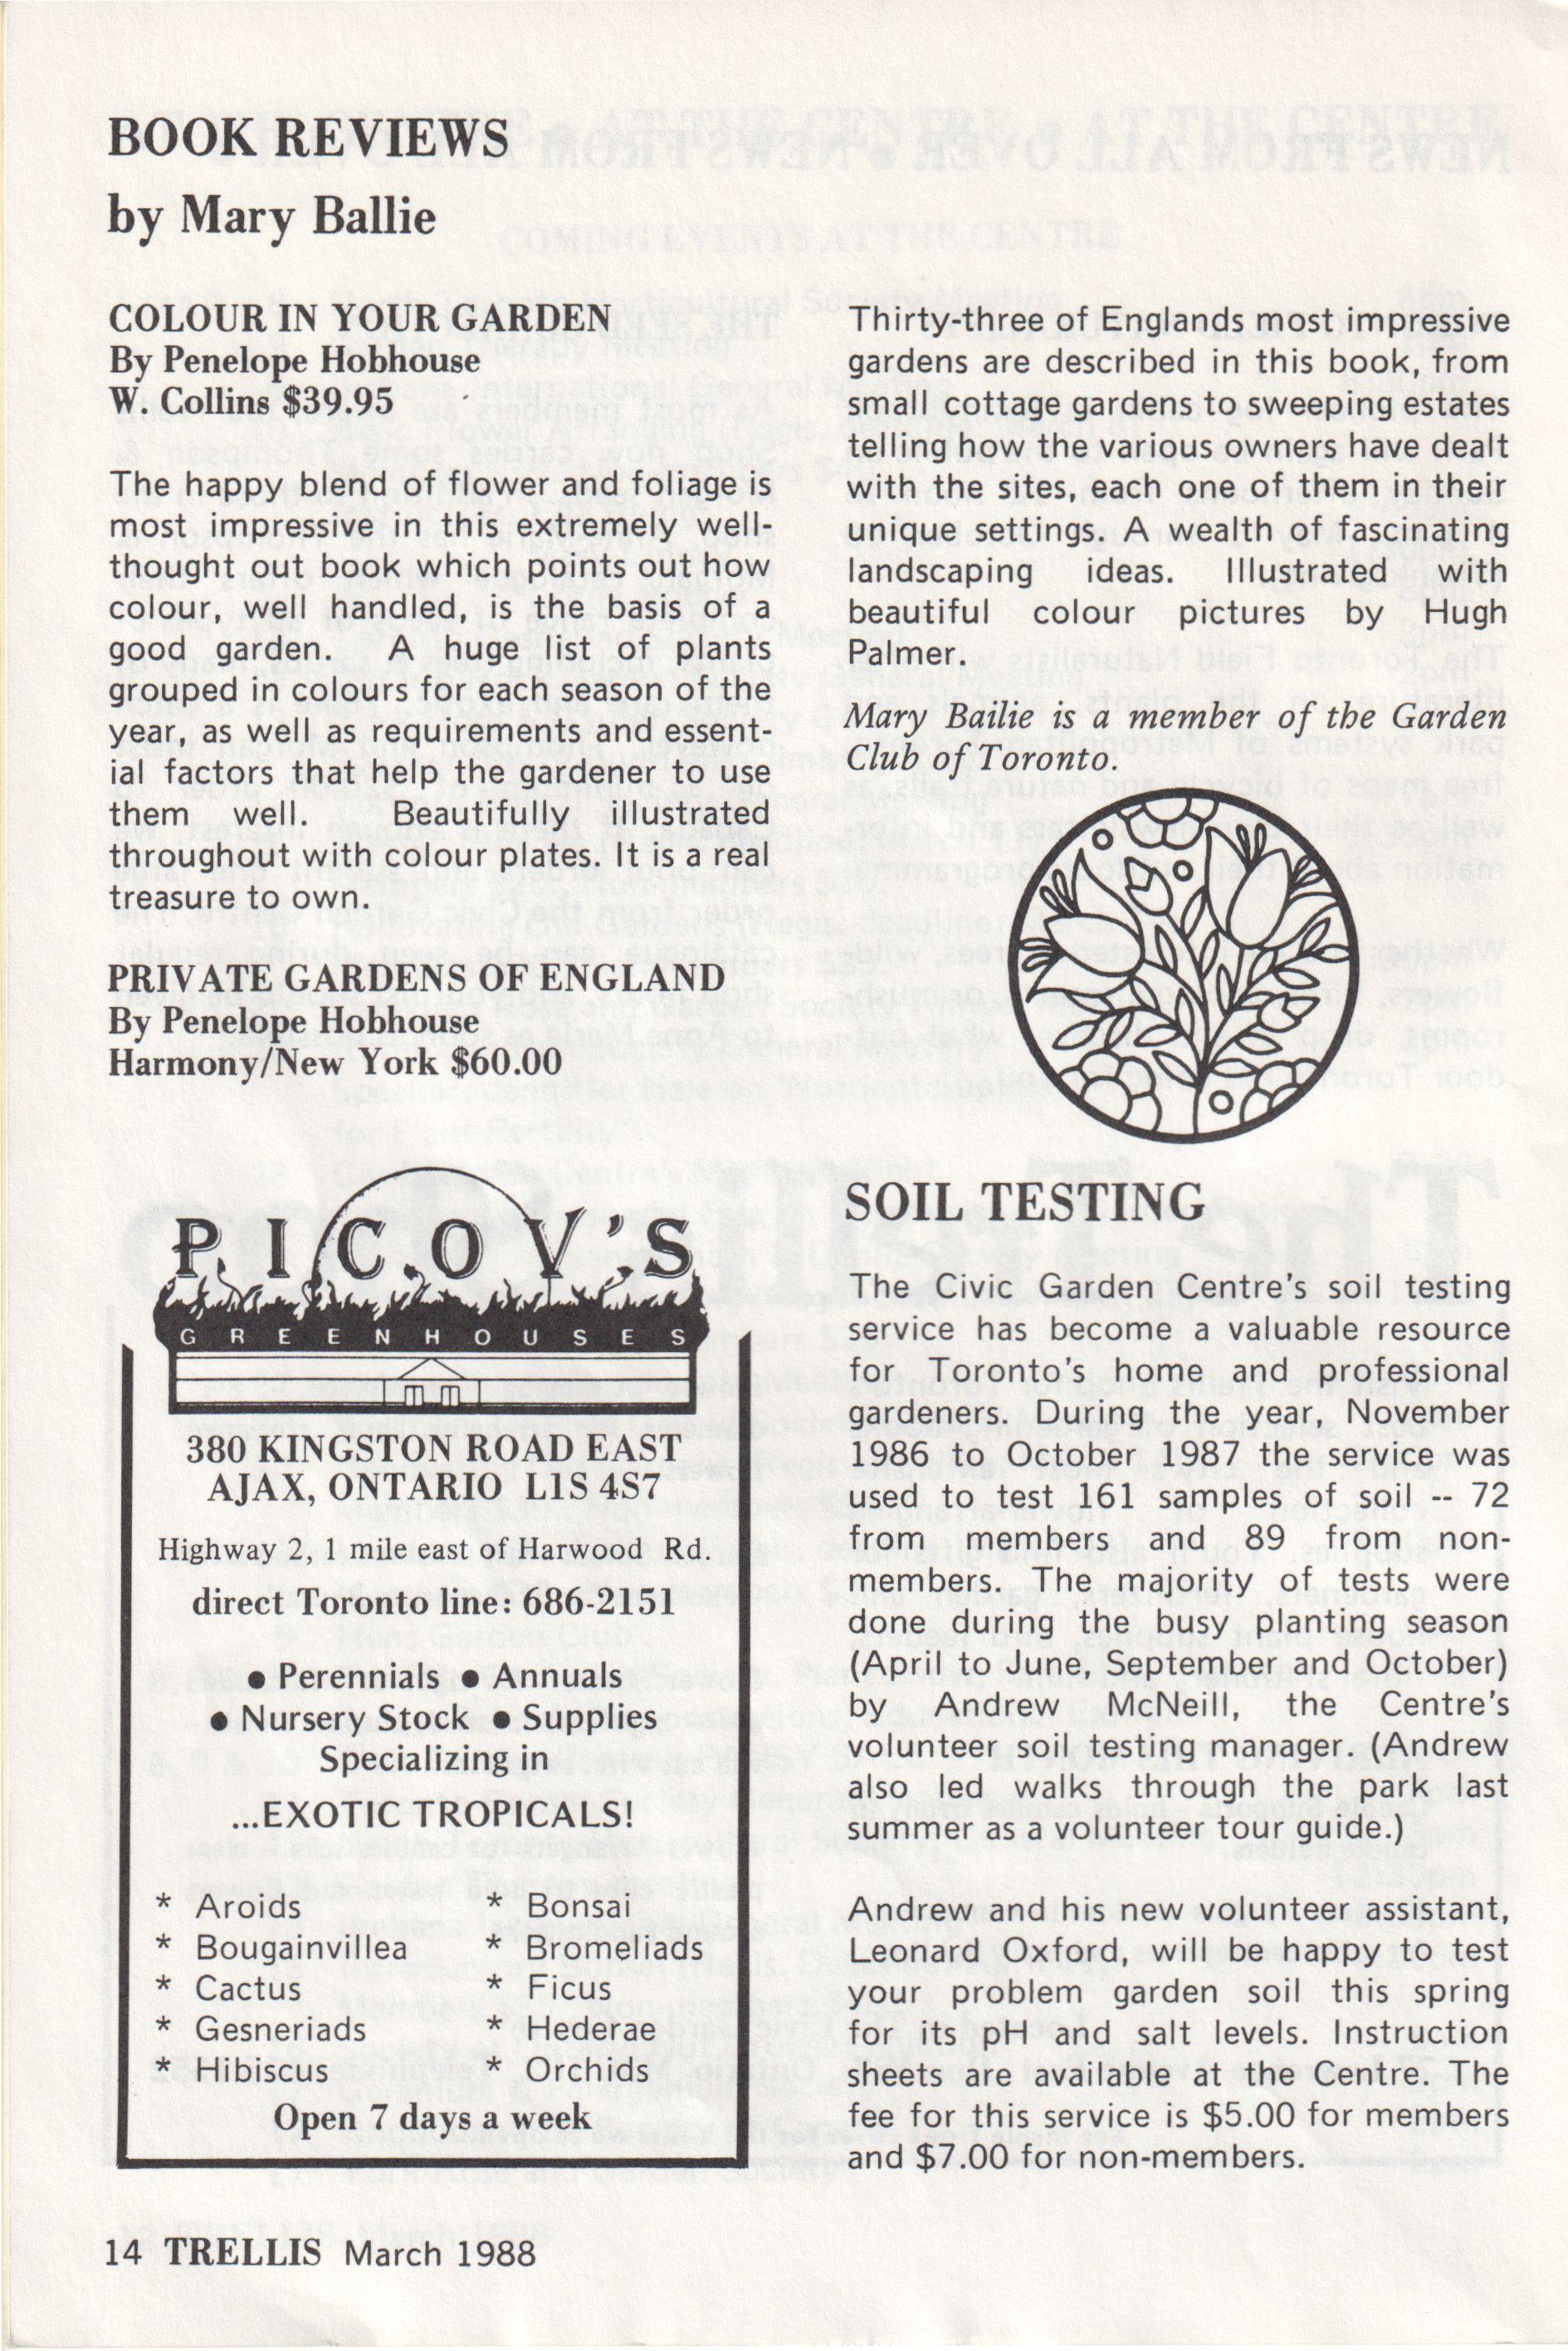 BOOK REVIEWS
by Mary Ballie
COLOUR IN YOUR GARDEN
By Penelope Hobhouse
W. Collins $39.95
The happy blend of flower and foliage is
most impressive in this extremely well-
thought out book which points out how
colour, well handled, is the basis of a
good garden. A huge list of plants
grouped in colours for each season of the
year, as well as requirements and essent-
ial factors that help the gardener to use
them well. Beautifully illustrated
throughout with colour plates. It is a real
treasure to own.
PRIVATE GARDENS OF ENGLAND
By Penelope Hobhouse
Harmony/New York $60.00
Thirty-three of Englands most impressive
gardens are described in this book, from
small cottage gardens to sweeping estates
telling how the various owners have dealt
with the sites, each one of them in their
unique settings. A wealth of fascinating
landscaping ideas. Illustrated with
beautiful colour pictures by Hugh
Palmer.
Mary Bailie is a member of the Garden
Club of Toronto.
PICOV'S
GREENHOUSES
380 KINGSTON ROAD EAST
AJAX, ONTARIO L1S 4S7
Highway 2, 1 mile east of Harwood Rd.
direct Toronto line: 686-2151
● Perennials ● Annuals
● Nursery Stock ● Supplies
Specializing in
...EXOTIC TROPICALS!
* Aroids * Bonsai
* Bougainvillea * Bromeliads
* Cactus * Ficus
* Gesneriads * Hederae
* Hibiscus * Orchids
Open 7 days a week
SOIL TESTING
The Civic Garden Centre's soil testing
service has become a valuable resource
for Toronto's home and professional
gardeners. During the year, November
1986 to October 1987 the service was
used to test 161 samples of soil -- 72
from members and 89 from non-
members. The majority of tests were
done during the busy planting season
(April to June, September and October)
by Andrew McNeill, the Centre's
volunteer soil testing manager. (Andrew
also led walks through the park last
summer as a volunteer tour guide.)
Andrew and his new volunteer assistant,
Leonard Oxford, will be happy to test
your problem garden soil this spring
for its pH and salt levels. Instruction
sheets are available at the Centre. The
fee for this service is $5.00 for members
and $7.00 for non-members.
14 TRELLIS March 1988